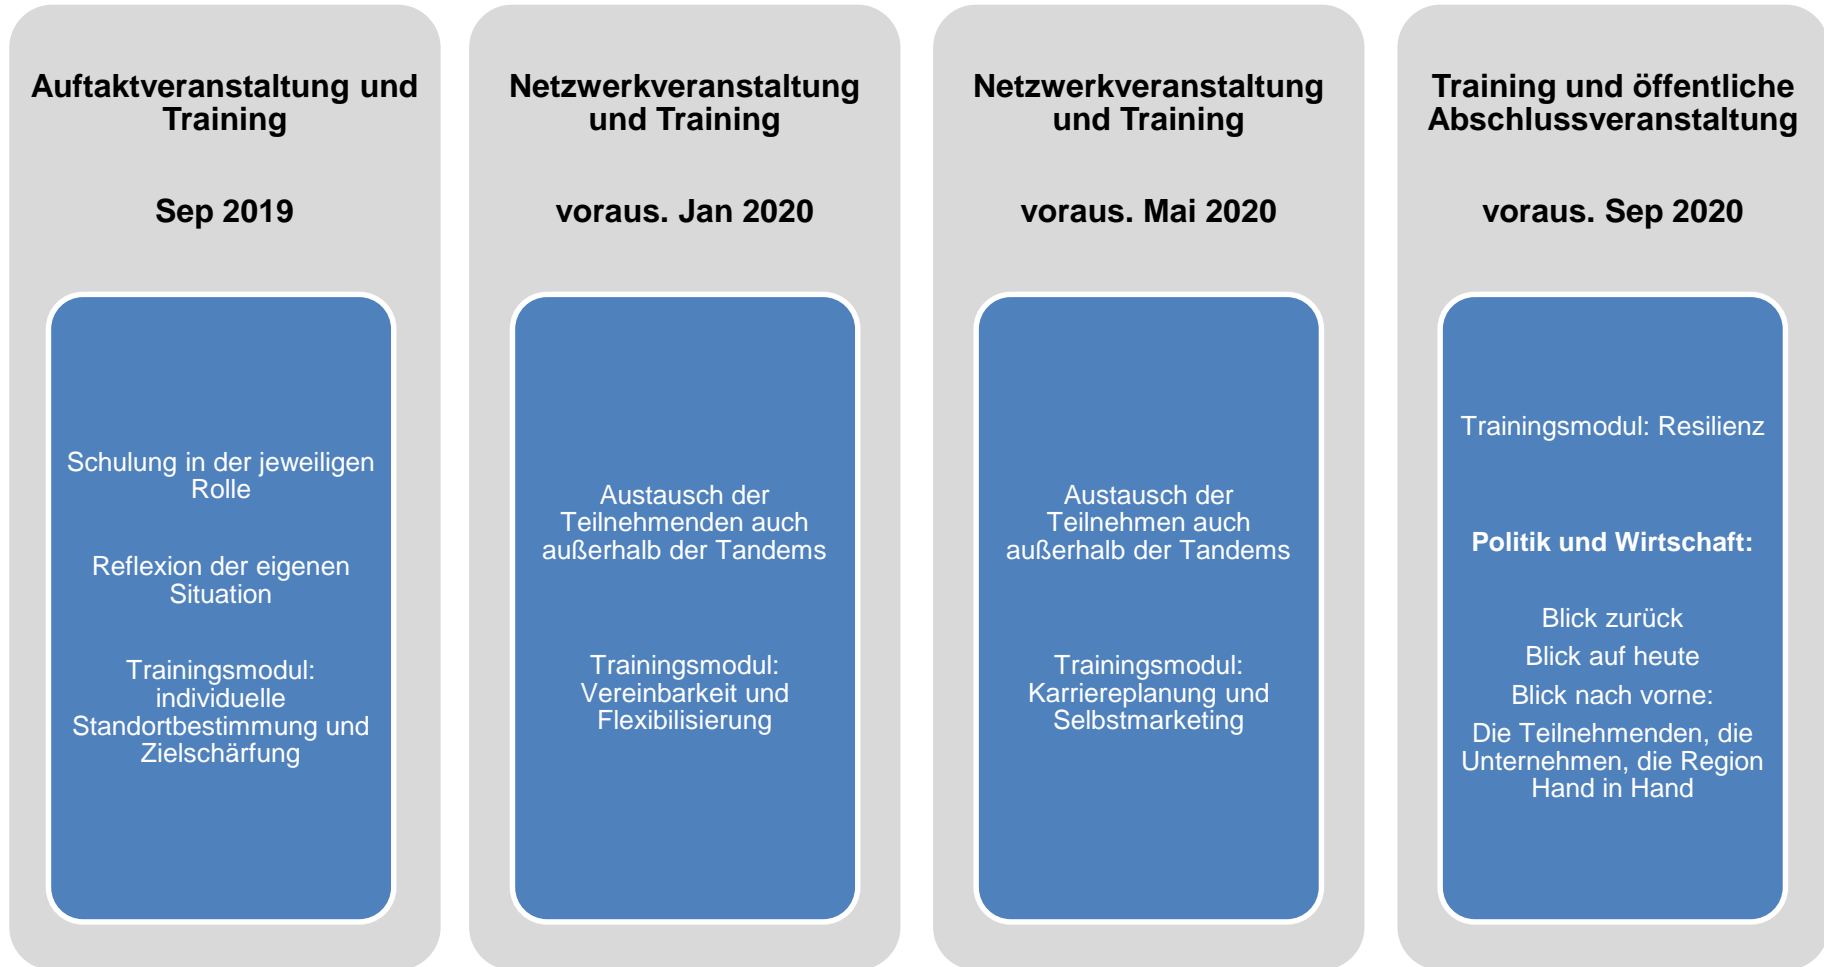 Auftaktveranstaltung und
Training
Sep 2019
Schulung in der jeweiligen
Rolle
Reflexion der eigenen
Situation
Trainingsmodul:
individuelle
Standortbestimmung und
Zielschärfung
Netzwerkveranstaltung
und Training
voraus. Jan 2020
Austausch der
Teilnehmenden auch
außerhalb der Tandems
Trainingsmodul:
Vereinbarkeit und
Flexibilisierung
Netzwerkveranstaltung
und Training
voraus. Mai 2020
Austausch der
Teilnehmen auch
außerhalb der Tandems
Trainingsmodul:
Karriereplanung und
Selbstmarketing
Training und öffentliche
Abschlussveranstaltung
voraus. Sep 2020
Trainingsmodul: Resilienz
Politik und Wirtschaft:
Blick zurück
Blick auf heute
Blick nach vorne:
Die Teilnehmenden, die
Unternehmen, die Region
Hand in Hand